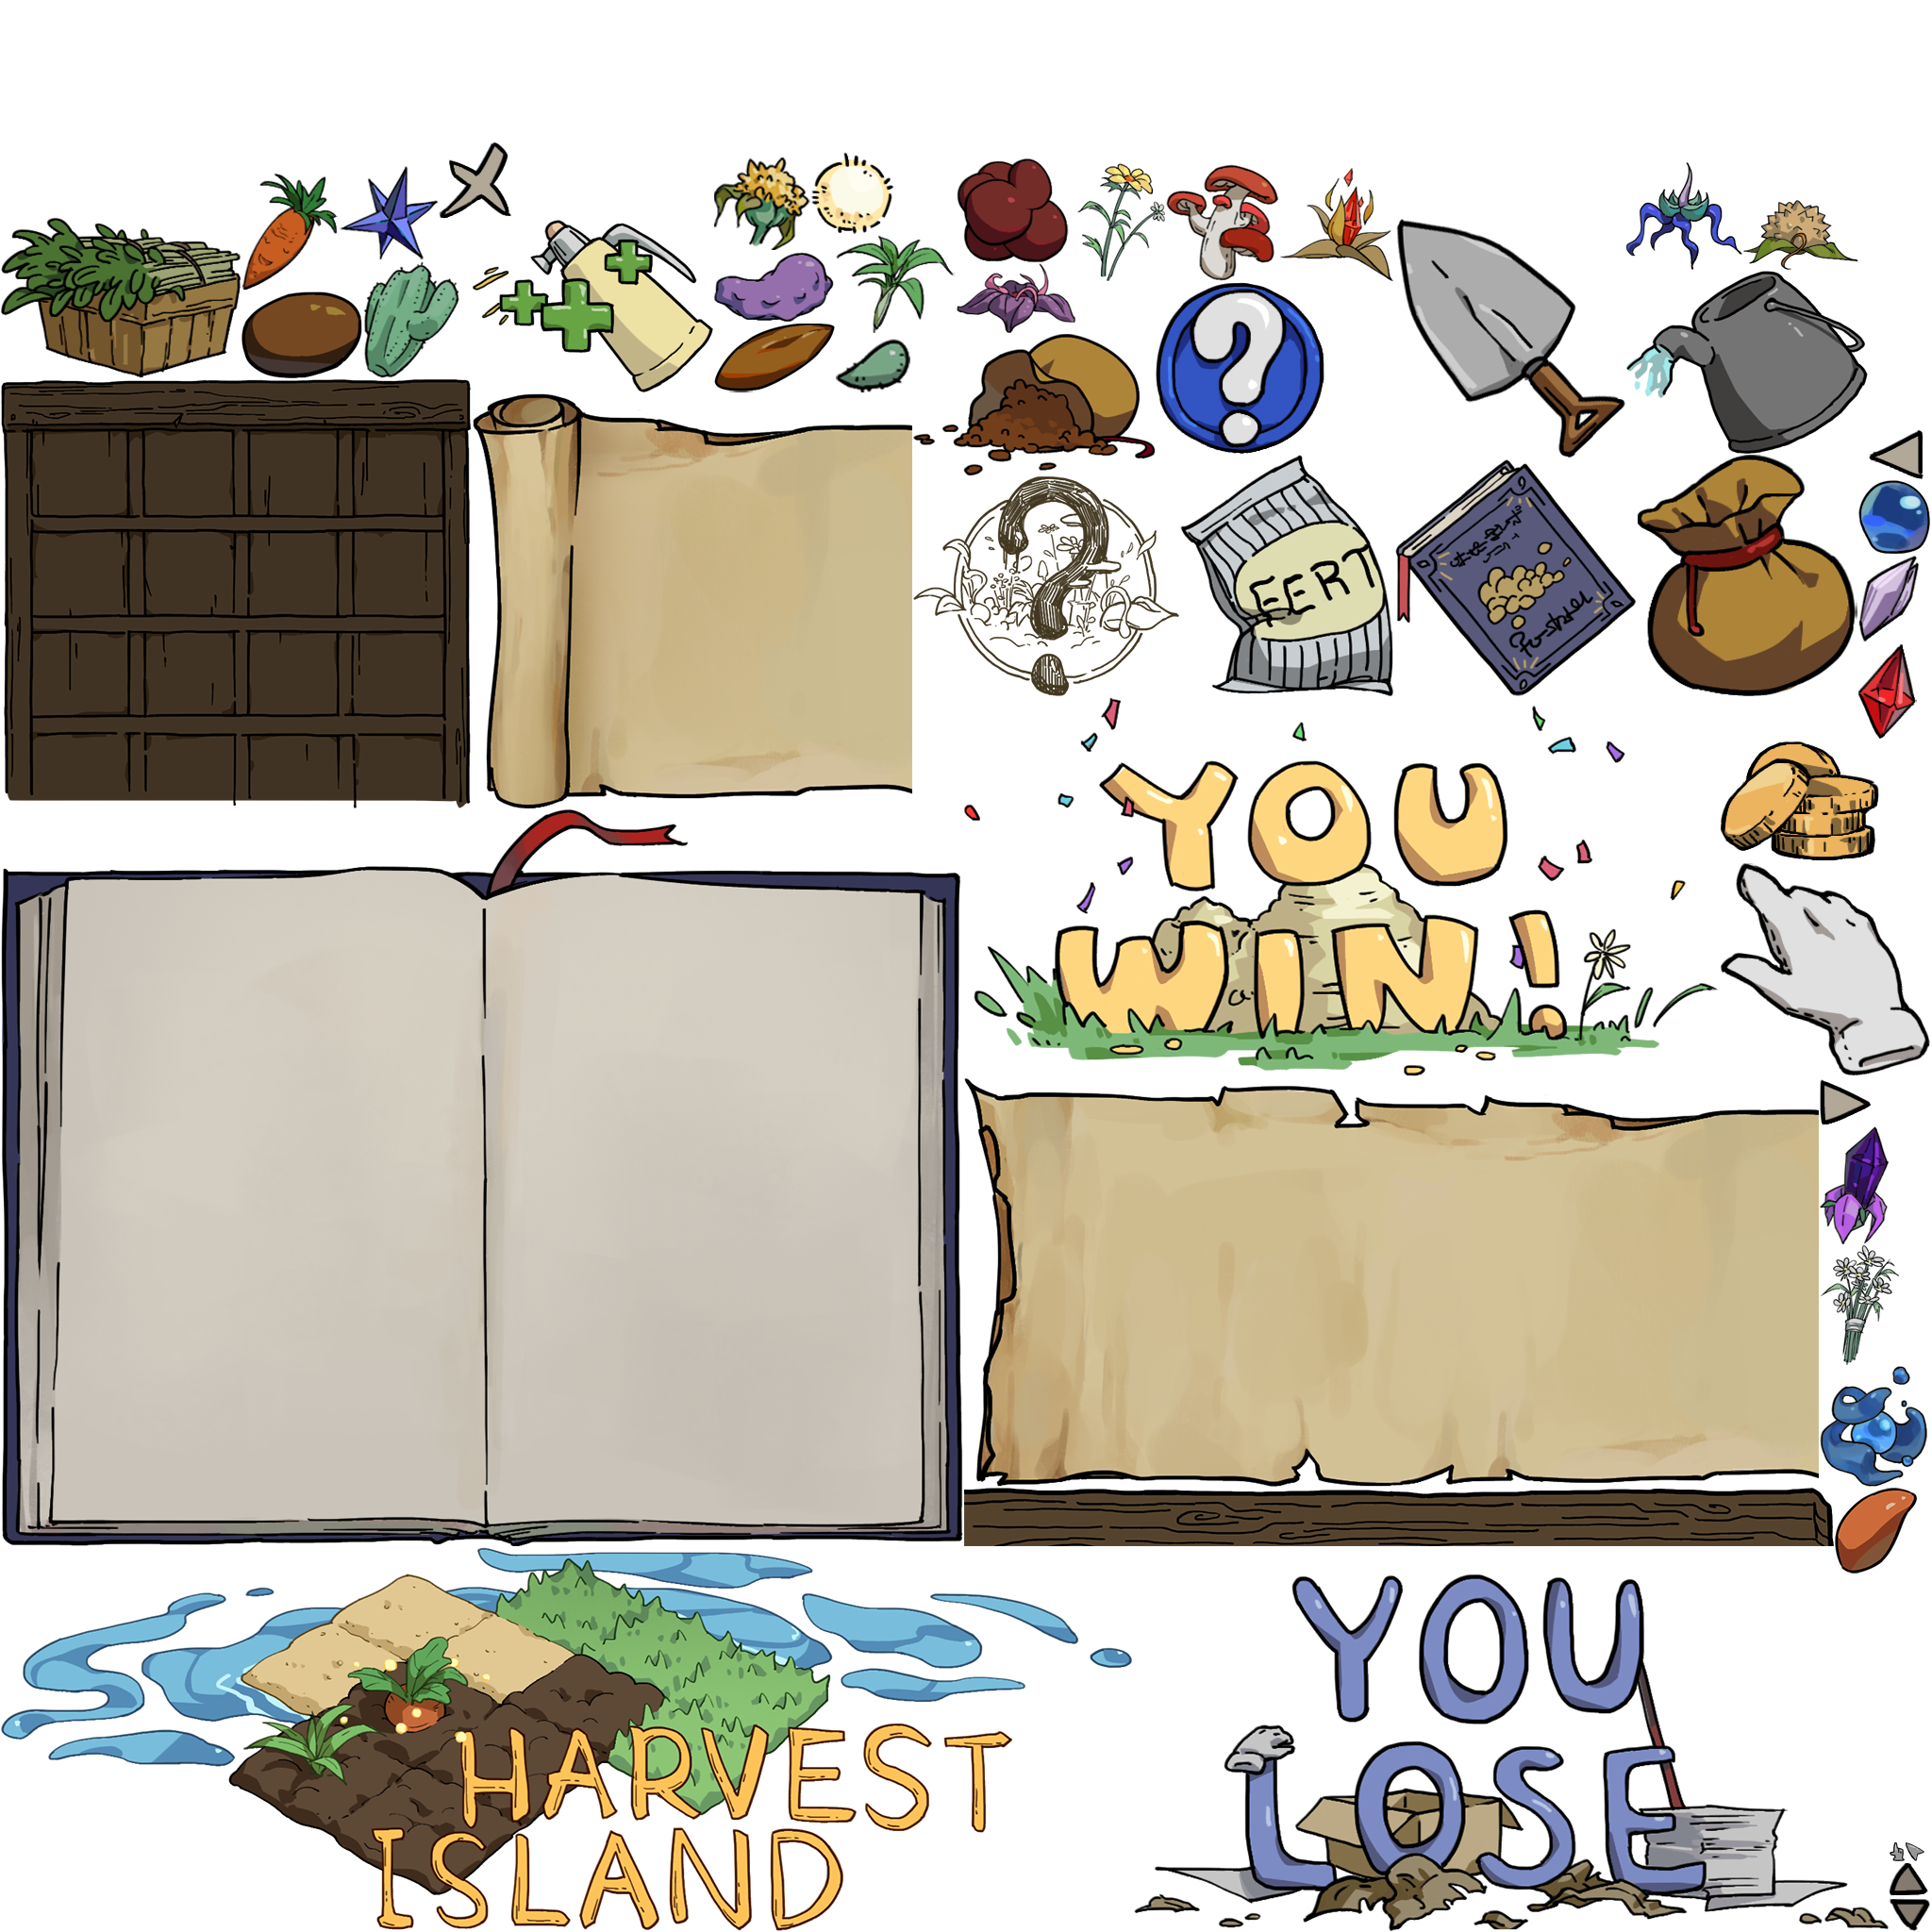 ?
?
FERT
YOU
WIN!
HARVEST
ISLAND
YOU
LOSE